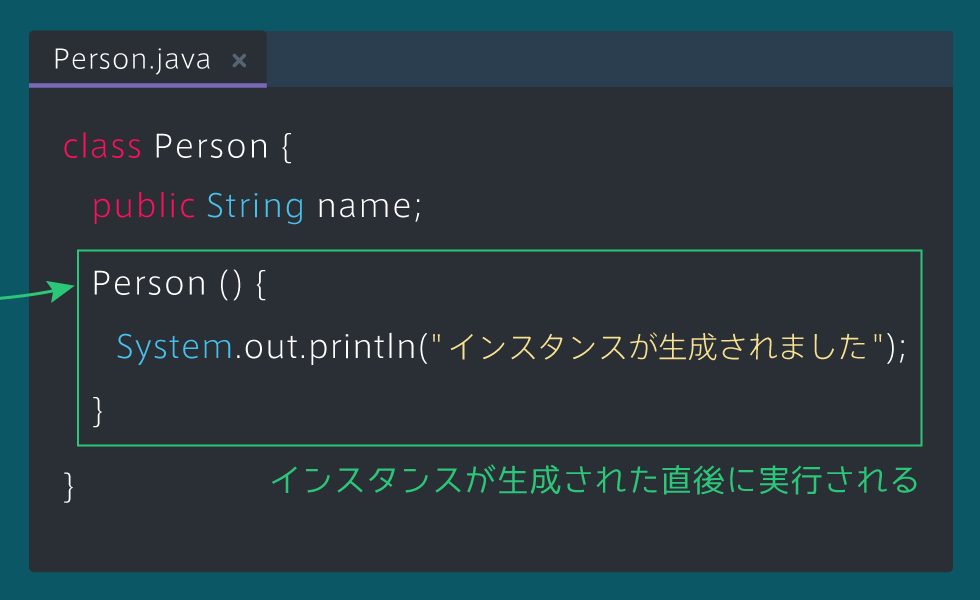 Person.java ×
class Person {
public String name;
Person () {
System.out.println("インスタンスが生成されました");
}
}
インスタンスが生成された直後に実行される